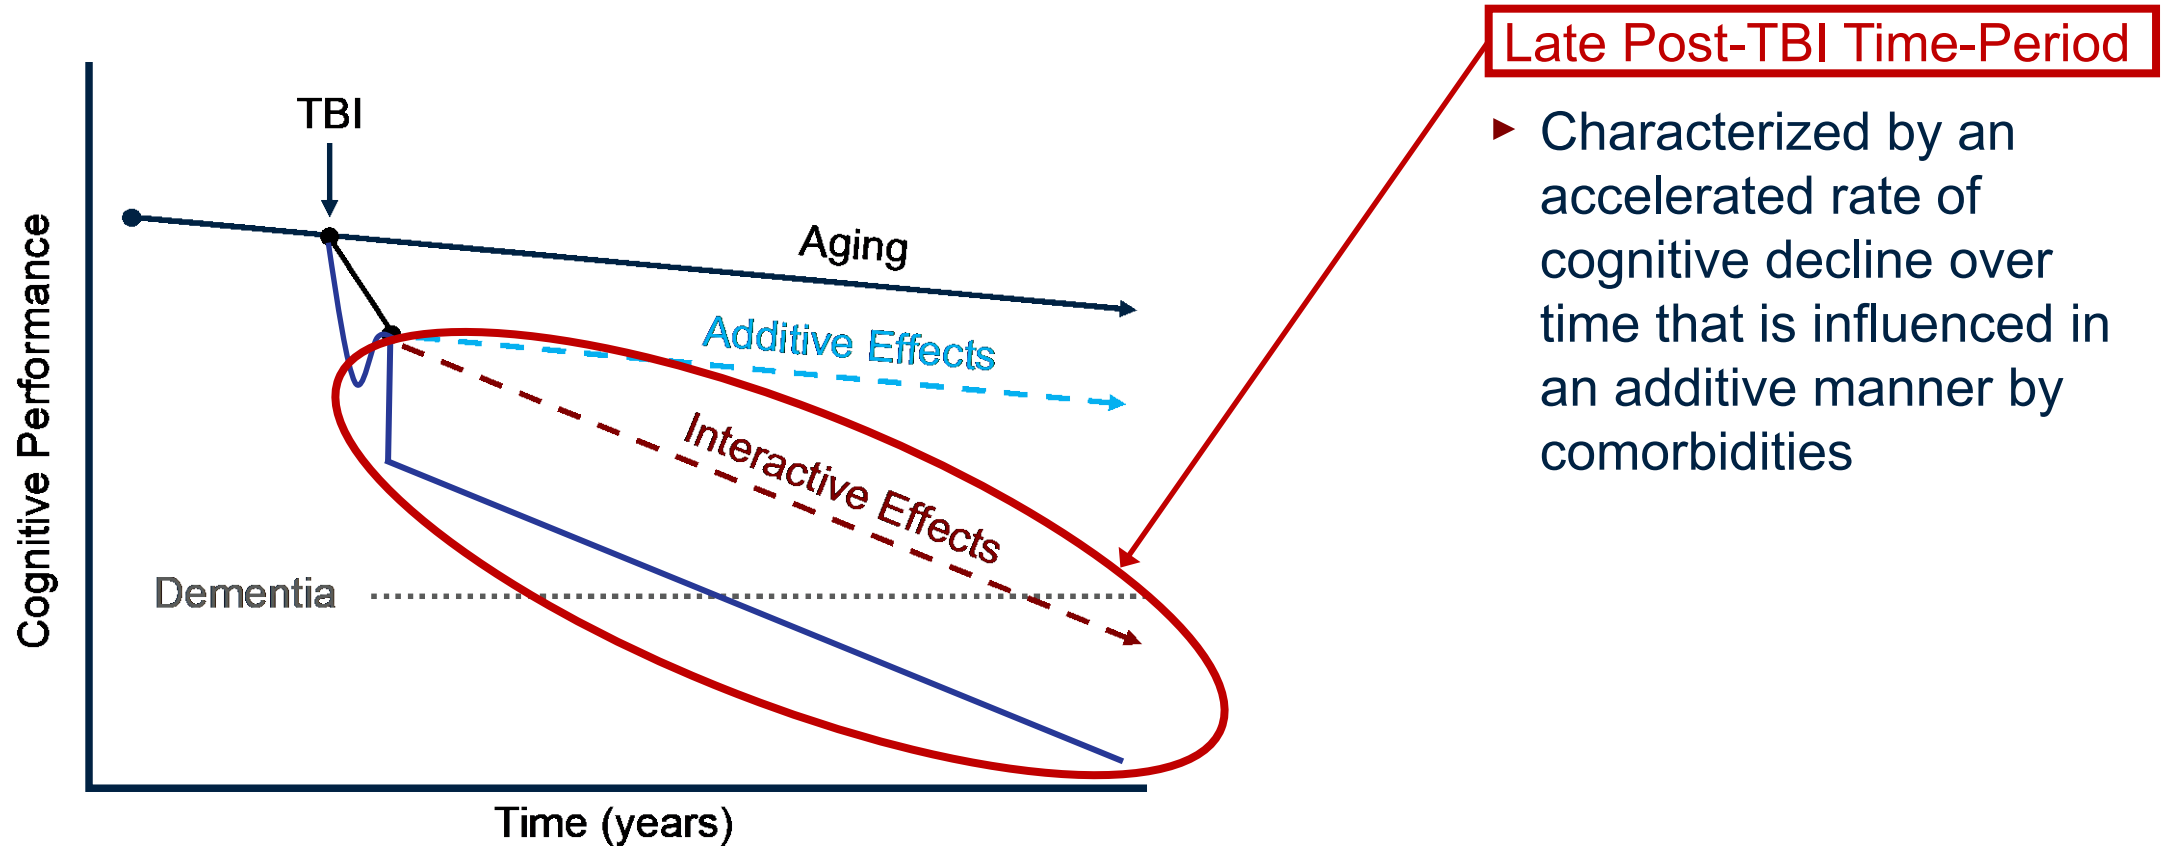 Late Post-TBI Time-Period
► Characterized by an
accelerated rate of
cognitive decline over
time that is influenced in
an additive manner by
comorbidities
TBI
Aging
Additive Effects
Interactive Effects
Dementia
Cognitive Performance
Time (years)